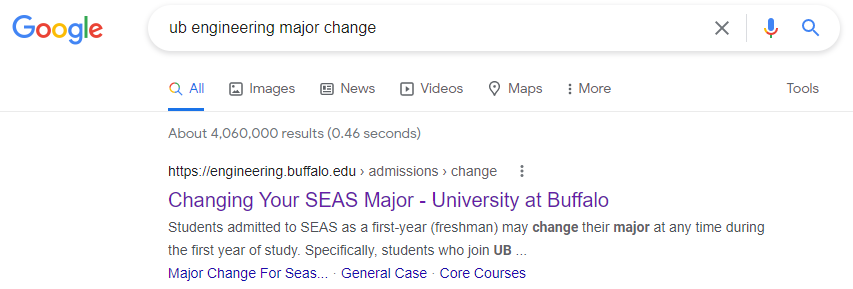 Google
ub engineering major change
All Images News Videos Maps More Tools
About 4,060,000 results (0.46 seconds)
https://engineering.buffalo.edu › admissions › change
Changing Your SEAS Major - University at Buffalo
Students admitted to SEAS as a first-year (freshman) may change their major at any time during
the first year of study. Specifically, students who join UB ...
Major Change For Seas... · General Case · Core Courses